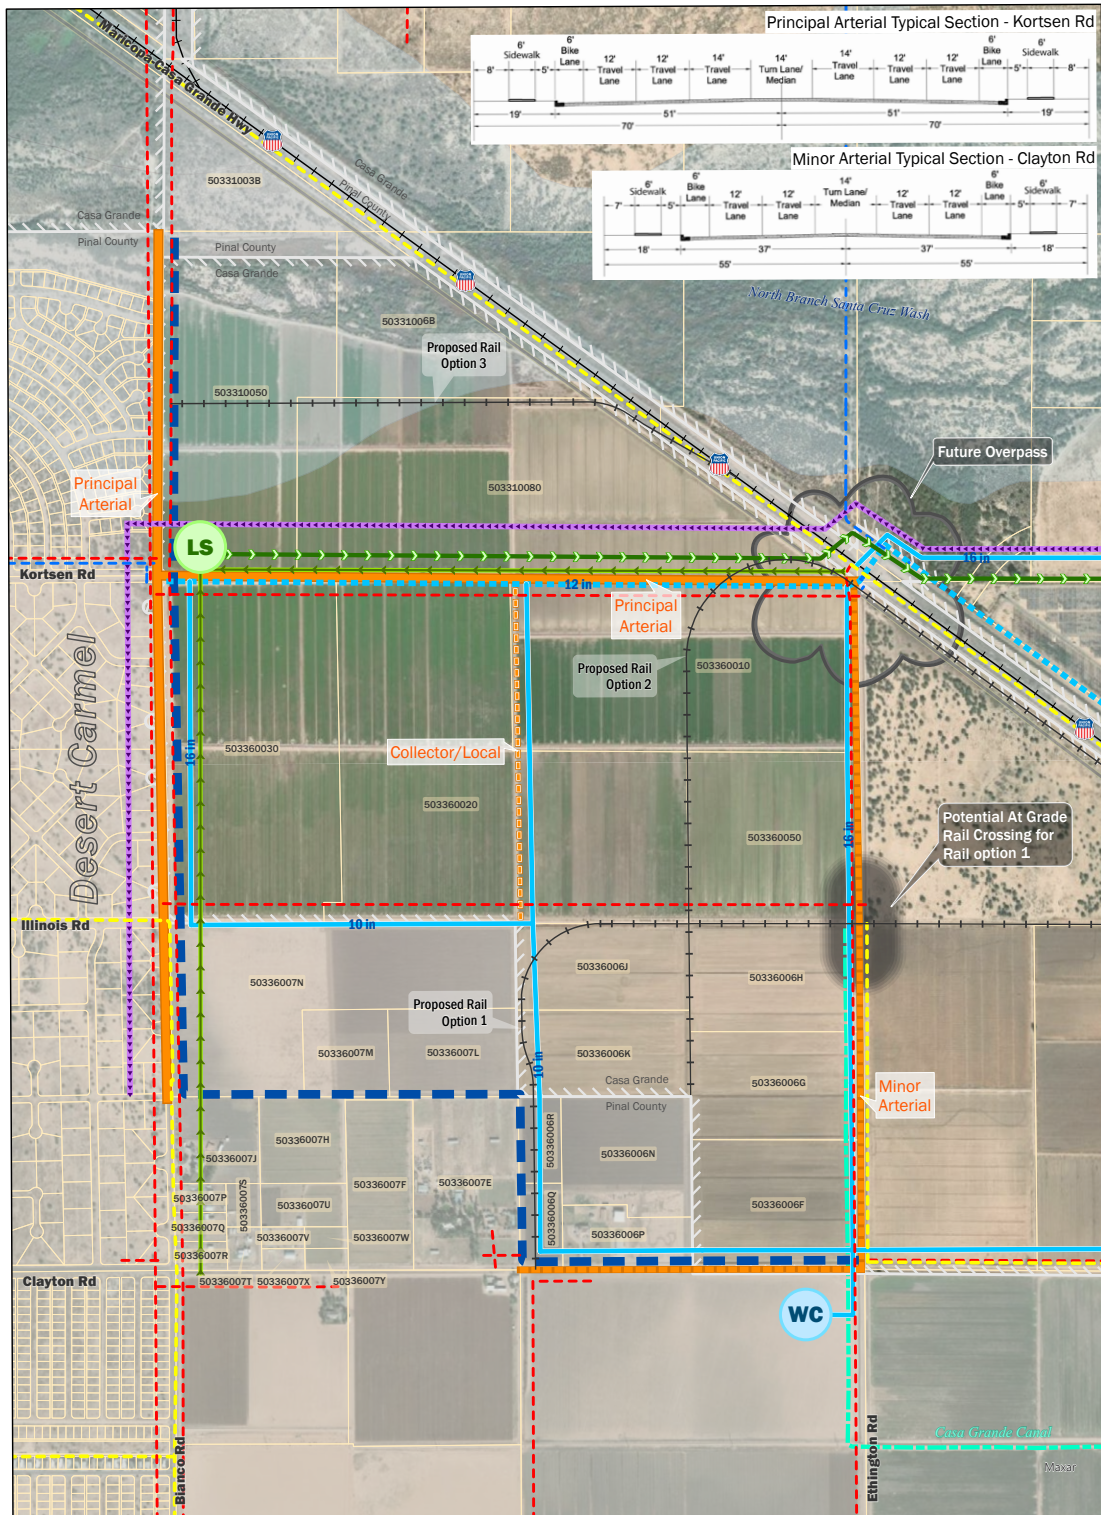 Principal Arterial Typical Section - Kortsen Rd
6'
Sidewalk
6'
Bike
Lane
8'
5'
12'
Travel
Lane
12'
Travel
Lane
14'
Travel
Lane
14'
Turn Lane/
Median
14'
Travel
Lane
12'
Travel
Lane
12'
Travel
Lane
6'
Bike
Lane
5'
6'
Sidewalk
8'
19'
51'
51'
19'
70'
70'
Minor Arterial Typical Section - Clayton Rd
6'
Sidewalk
6'
Bike
Lane
7'
5'
12'
Travel
Lane
12'
Travel
Lane
14'
Turn Lane/
Median
12'
Travel
Lane
12'
Travel
Lane
6'
Bike
Lane
5'
6'
Sidewalk
7'
18'
37'
37'
18'
55'
55'
Maricopa-Casa Grande Hwy
Casa Grande
Pinal County
50331003B
Casa Grande
Pinal County
Pinal County
Casa Grande
North Branch Santa Cruz Wash
50331006B
Proposed Rail
Option 3
503310050
Future Overpass
Principal
Arterial
503310080
LS
16 in
Kortsen Rd
12 in
Principal
Arterial
Proposed Rail
Option 2
503360010
Desert Carmel
16 in
503360030
Collector/Local
503360020
503360050
16 in
Potential At Grade
Rail Crossing for
Rail option 1
Illinois Rd
10 in
50336007N
50336006J
50336006H
Proposed Rail
Option 1
50336007M
50336007L
50336006K
10 in
Casa Grande
Pinal County
50336006G
Minor
Arterial
50336007H
50336006R
50336006N
50336007J
50336007P
50336007S
50336007F
50336007E
50336007U
50336006Q
50336006F
50336007Q
50336007V
50336007W
50336006P
50336007R
Clayton Rd
50336007T
50336007X
50336007Y
WC
Bianco Rd
Ethington Rd
Casa Grande Canal
Maxar